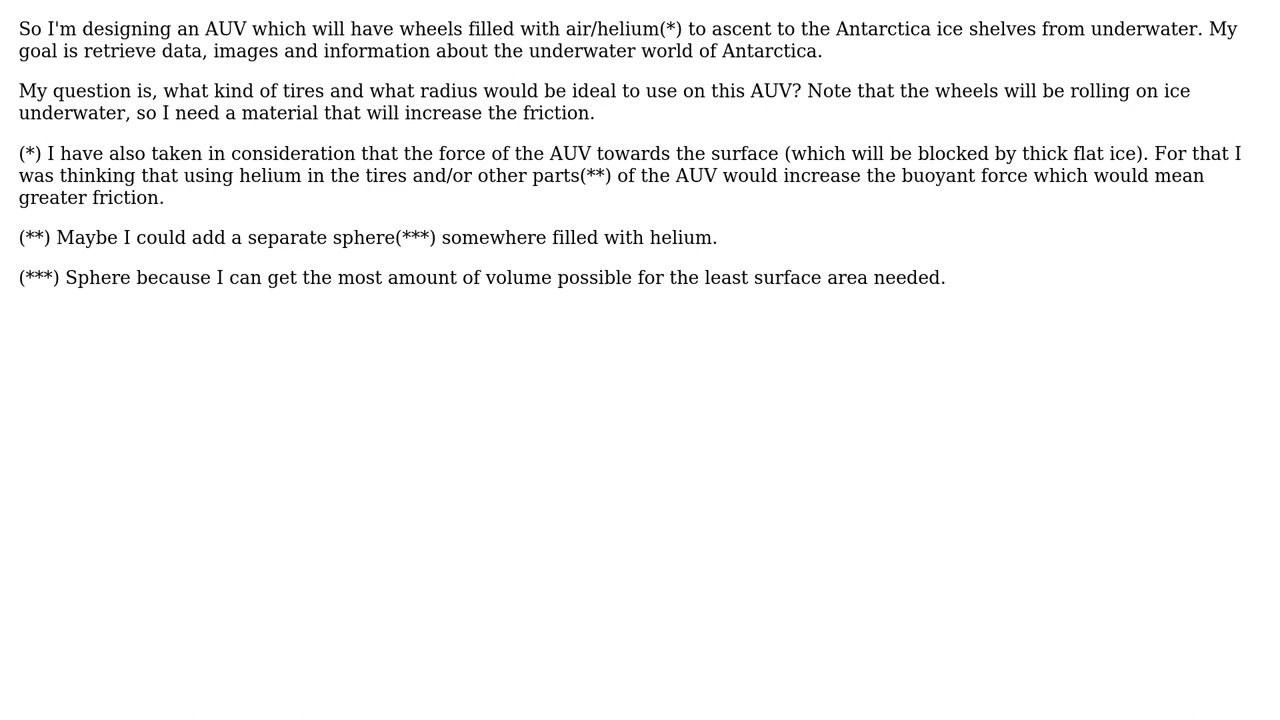 So I'm designing an AUV which will have wheels filled with air/helium(*) to ascent to the Antarctica ice shelves from underwater. My
goal is retrieve data, images and information about the underwater world of Antarctica.
My question is, what kind of tires and what radius would be ideal to use on this AUV? Note that the wheels will be rolling on ice
underwater, so I need a material that will increase the friction.
(*) I have also taken in consideration that the force of the AUV towards the surface (which will be blocked by thick flat ice). For that I
was thinking that using helium in the tires and/or other parts(**) of the AUV would increase the buoyant force which would mean
greater friction.
(**) Maybe I could add a separate sphere(***) somewhere filled with helium.
(***) Sphere because I can get the most amount of volume possible for the least surface area needed.